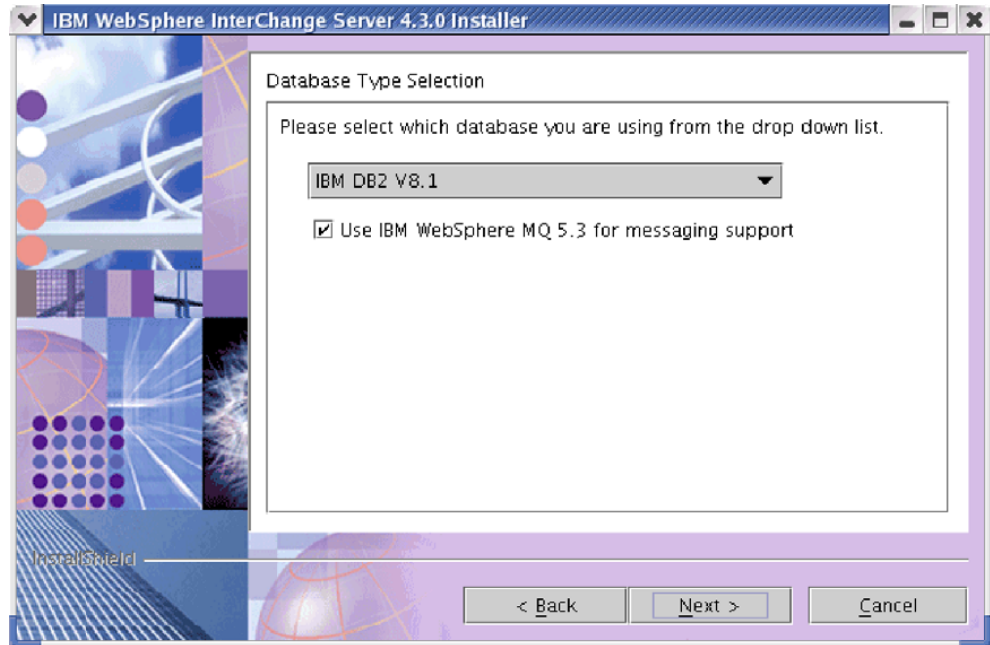 IBM WebSphere InterChange Server 4.3.0 Installer
Database Type Selection
Please select which database you are using from the drop down list.
IBM DB2 V8.1
Use IBM WebSphere MQ 5.3 for messaging support
InstallShield
< Back
Next >
Cancel